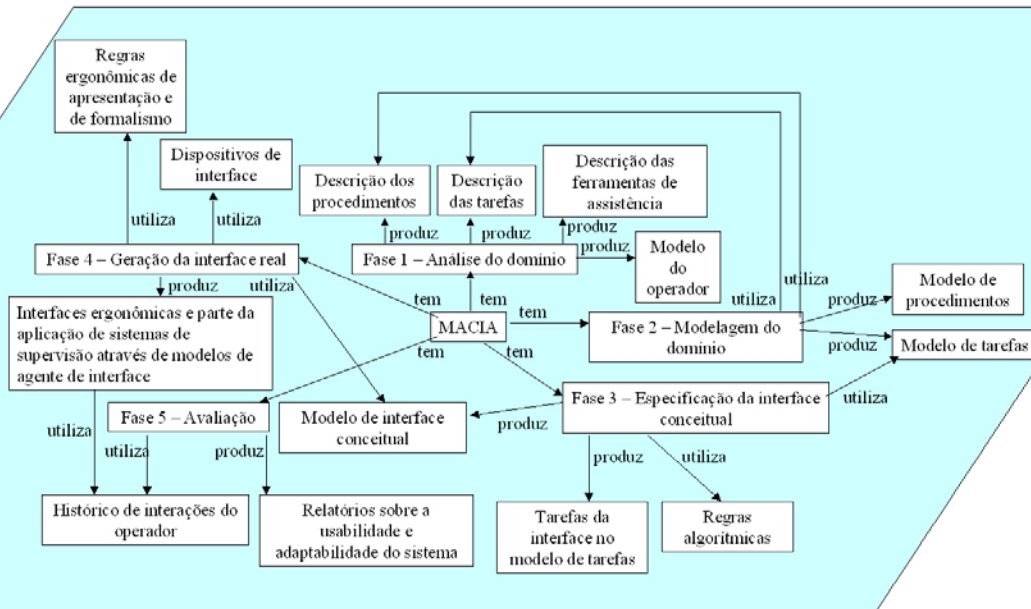 Regras
ergonômicas de
apresentação e
de formalismo
Dispositivos de
interface
Descrição dos
procedimentos
Descrição
das tarefas
Descrição das
ferramentas de
assistência
utiliza
utiliza
produz
produz
produz
produz
Fase 4 – Geração da interface real
Fase 1 – Análise do domínio
Modelo
do
operador
utiliza
utiliza
Modelo de
procedimentos
produz
utiliza
tem
tem
tem
produz
Interfaces ergonômicas e parte da
aplicação de sistemas de
supervisão através de modelos de
agente de interface
MACIA
Fase 2 – Modelagem do
domínio
produz
Modelo de tarefas
tem
tem
Fase 5 – Avaliação
Modelo de interface
conceitual
Fase 3 – Especificação da interface
conceitual
utiliza
produz
utiliza
utiliza
produz
produz
utiliza
Histórico de interações do
operador
Relatórios sobre a
usabilidade e
adaptabilidade do sistema
Tarefas da
interface no
modelo de tarefas
Regras
algorítmicas